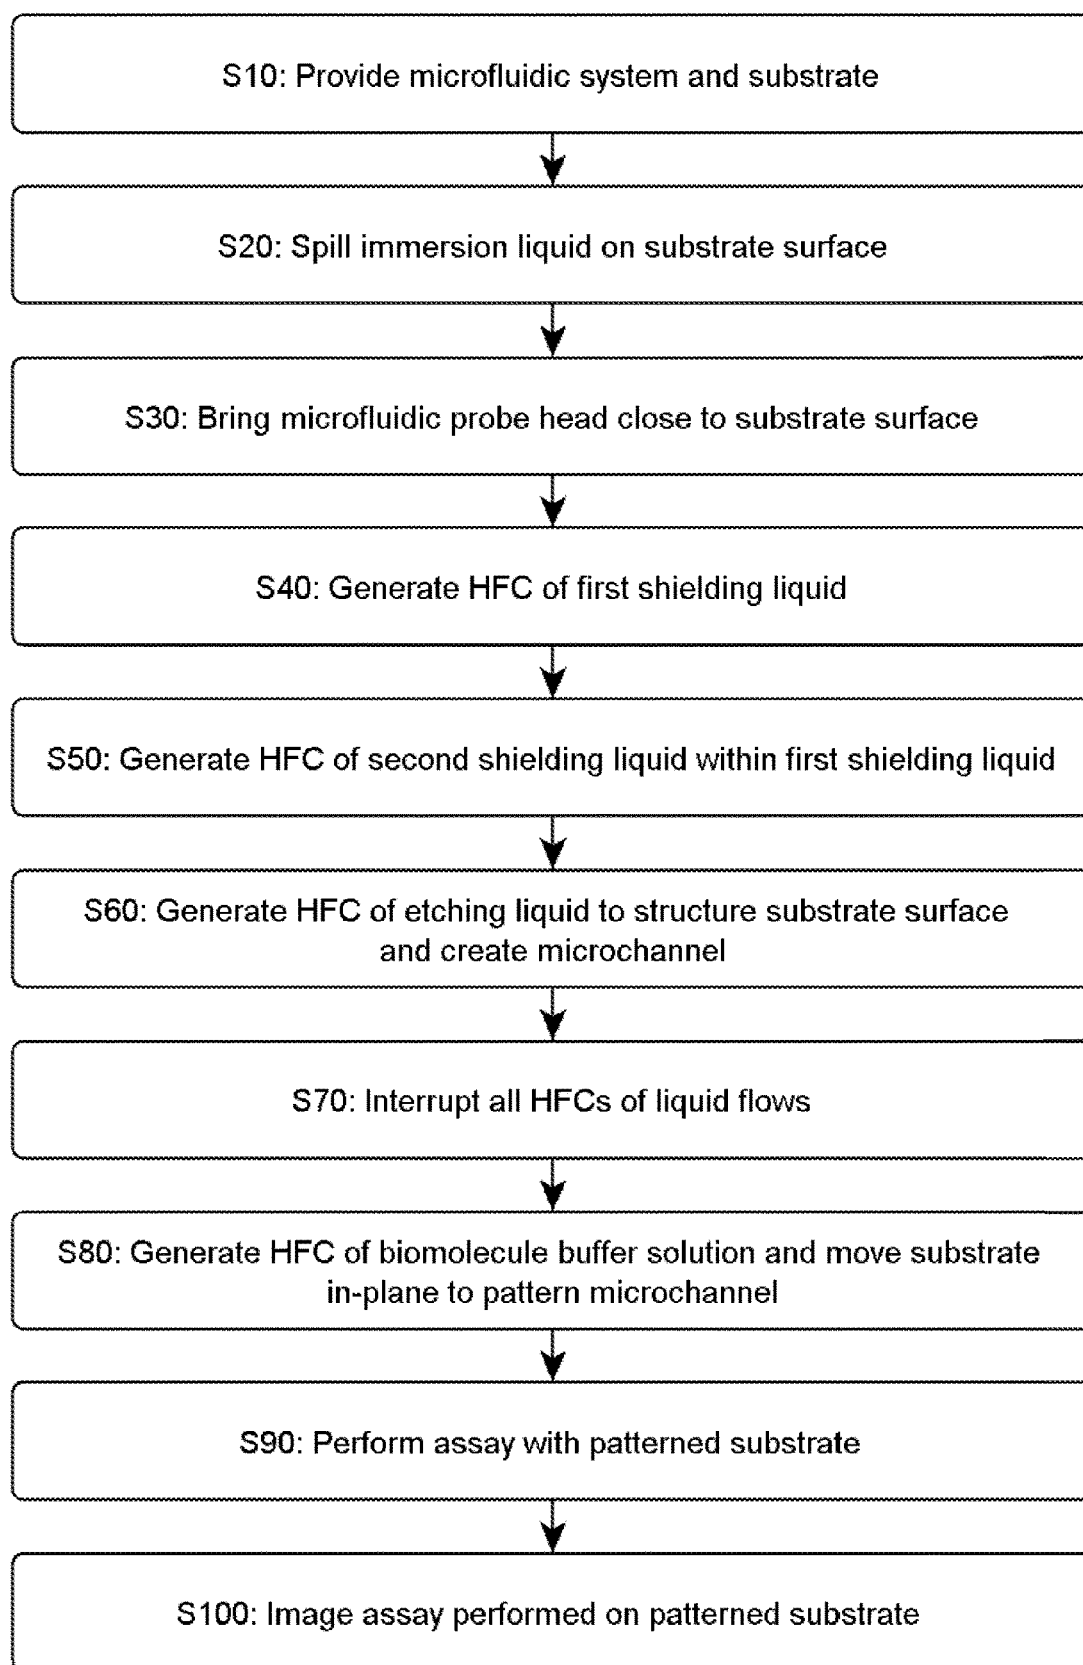 S10: Provide microfluidic system and substrate
S20: Spill immersion liquid on substrate surface
S30: Bring microfluidic probe head close to substrate surface
S40: Generate HFC of first shielding liquid
S50: Generate HFC of second shielding liquid within first shielding liquid
S60: Generate HFC of etching liquid to structure substrate surface
and create microchannel
S70: Interrupt all HFCs of liquid flows
S80: Generate HFC of biomolecule buffer solution and move substrate
in-plane to pattern microchannel
S90: Perform assay with patterned substrate
S100: Image assay performed on patterned substrate